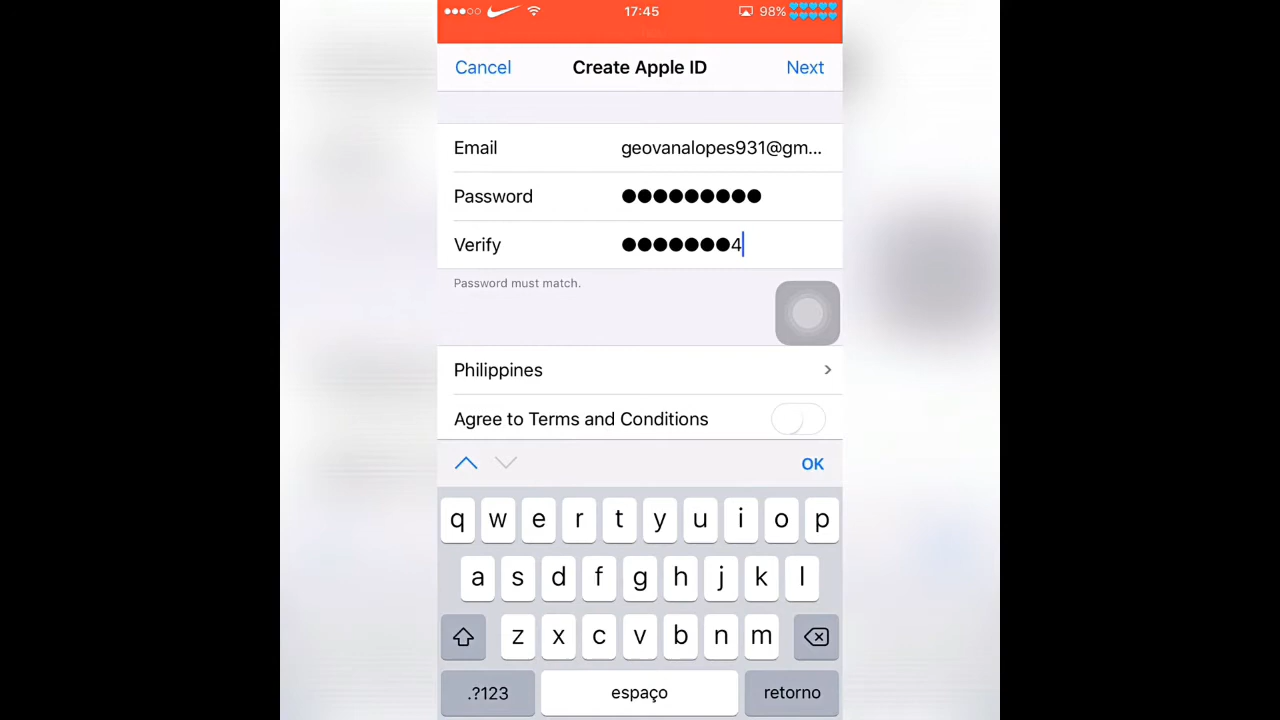 17:45 98%
Cancel Create Apple ID Next
Email geovanalopes931@gm...
Password ●●●●●●●●●
Verify ●●●●●●●4
Password must match.
Philippines
Agree to Terms and Conditions
OK
q w e r t y u i o p
a s d f g h j k l
z x c v b n m
.?123 espaço retorno